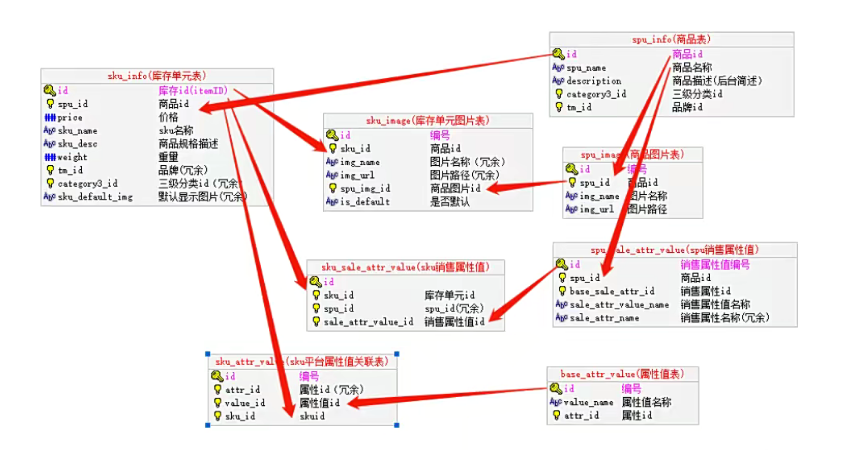 spu_info(商品表)
id 商品id
spu_name 商品名称
description 商品描述(后台简述)
category3_id 三级分类id
tm_id 品牌id
sku_info(库存单元表)
id 库存id(itemID)
spu_id 商品id
price 价格
sku_name sku名称
sku_desc 商品规格描述
weight 重量
tm_id 品牌(冗余)
category3_id 三级分类id(冗余)
sku_default_img 默认显示图片(冗余)
sku_image(库存单元图片表)
id 编号
sku_id 商品id
img_name 图片名称(冗余)
img_url 图片路径(冗余)
spu_img_id 商品图片id
is_default 是否默认
spu_image(商品图片表)
id 编号
spu_id 商品id
img_name 图片名称
img_url 图片路径
sku_sale_attr_value(sku销售属性值)
id
sku_id 库存单元id
spu_id spu_id(冗余)
sale_attr_value_id 销售属性值id
spu_sale_attr_value(spu销售属性值)
id 销售属性值编号
spu_id 商品id
base_sale_attr_id 销售属性id
sale_attr_value_name 销售属性值名称
sale_attr_name 销售属性名称(冗余)
sku_attr_value(sku平台属性值关联表)
id 编号
attr_id 属性id(冗余)
value_id 属性值id
sku_id skuid
base_attr_value(属性值表)
id 编号
value_name 属性值名称
attr_id 属性id